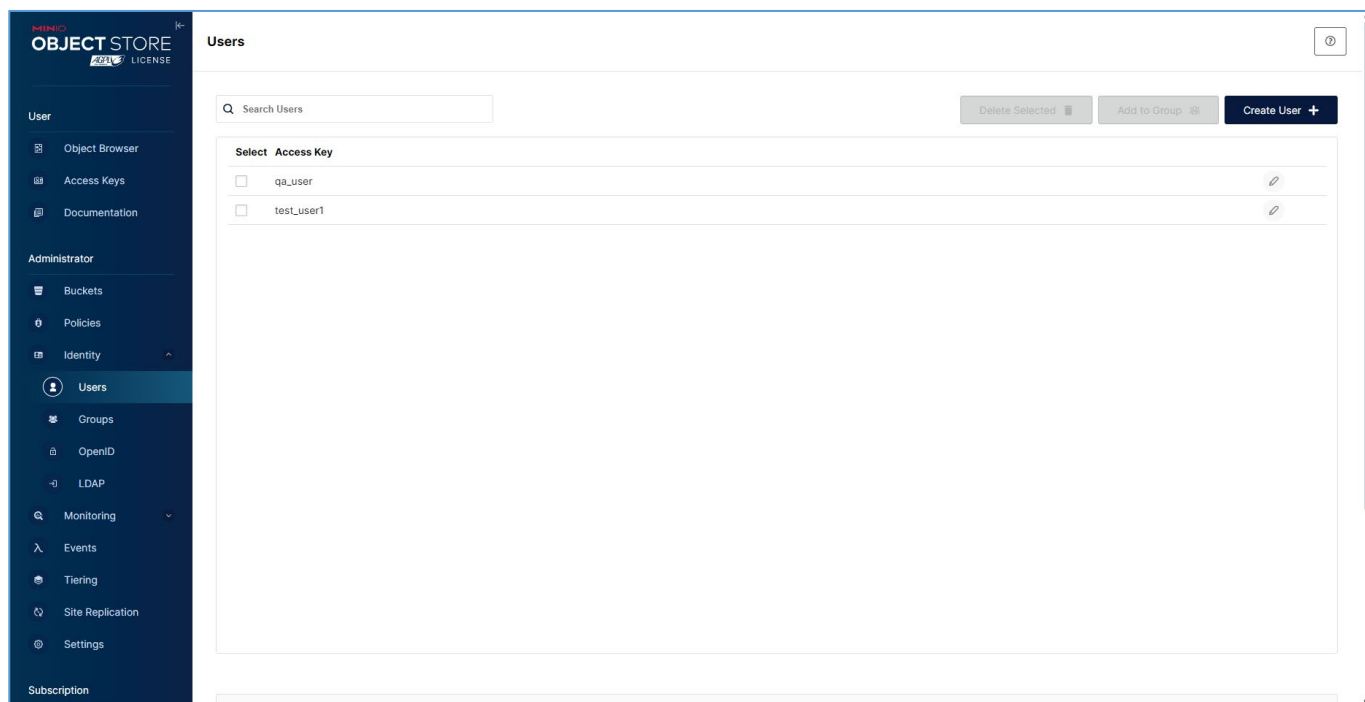 MINIO
OBJECT STORE
AGPLv3 LICENSE
User
Object Browser
Access Keys
Documentation
Administrator
Buckets
Policies
Identity
Users
Groups
OpenID
LDAP
Monitoring
Events
Tiering
Site Replication
Settings
Subscription
Users
Search Users
Delete Selected
Add to Group
Create User +
Select Access Key
qa_user
test_user1